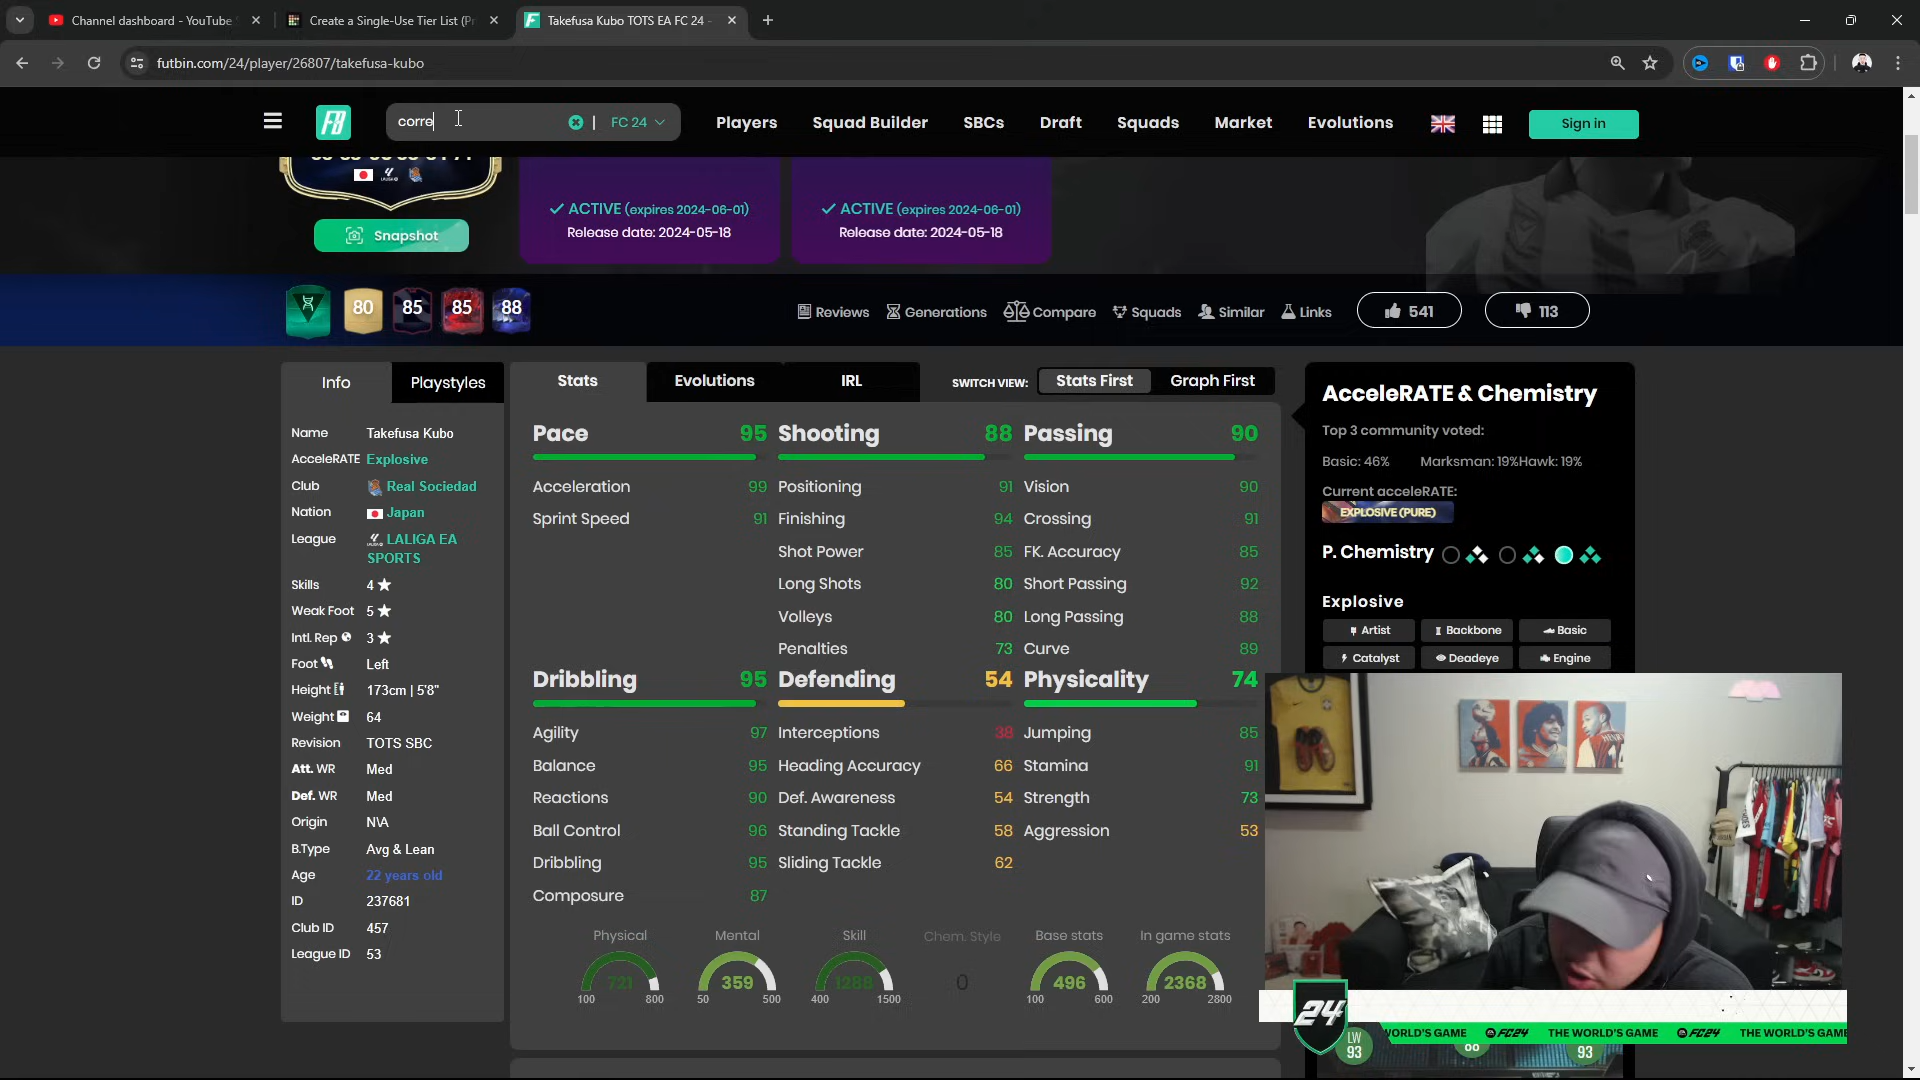 Channel dashboard - YouTube
Create a Single-Use Tier List (Pr
Takefusa Kubo TOTS EA FC 24 -
futbin.com/24/player/26807/takefusa-kubo
corre
FC 24
Players
Squad Builder
SBCs
Draft
Squads
Market
Evolutions
Sign in
Snapshot
ACTIVE (expires 2024-06-01)
Release date: 2024-05-18
ACTIVE (expires 2024-06-01)
Release date: 2024-05-18
80 85 85 88
Reviews Generations Compare Squads Similar Links 541 113
Info Playstyles
Name Takefusa Kubo
AcceleRATE Explosive
Club Real Sociedad
Nation Japan
League LALIGA EA
SPORTS
Skills 4
Weak Foot 5
Intl. Rep 3
Foot Left
Height 173cm | 5'8"
Weight 64
Revision TOTS SBC
Att. WR Med
Def. WR Med
Origin N\A
B.Type Avg & Lean
Age 22 years old
ID 237681
Club ID 457
League ID 53
Stats Evolutions IRL SWITCH VIEW: Stats First Graph First
Pace 95 Shooting 88 Passing 90
Acceleration 99 Positioning 91 Vision 90
Sprint Speed 91 Finishing 94 Crossing 91
Shot Power 85 FK. Accuracy 85
Long Shots 80 Short Passing 92
Volleys 80 Long Passing 88
Penalties 73 Curve 89
Dribbling 95 Defending 54 Physicality 74
Agility 97 Interceptions 38 Jumping 85
Balance 95 Heading Accuracy 66 Stamina 91
Reactions 90 Def. Awareness 54 Strength 73
Ball Control 96 Standing Tackle 58 Aggression 53
Dribbling 95 Sliding Tackle 62
Composure 87
Physical Mental Skill Chem. Style Base stats In game stats
721 359 1288 0 496 2368
100 800 50 500 400 1500 100 600 200 2800
AcceleRATE & Chemistry
Top 3 community voted:
Basic: 46% Marksman: 19% Hawk: 19%
Current acceleRATE:
EXPLOSIVE (PURE)
P. Chemistry
Explosive
Artist Backbone Basic
Catalyst Deadeye Engine
24
WORLD'S GAME FC24 THE WORLD'S GAME FC24 THE WORLD'S GAME
LW
93
93